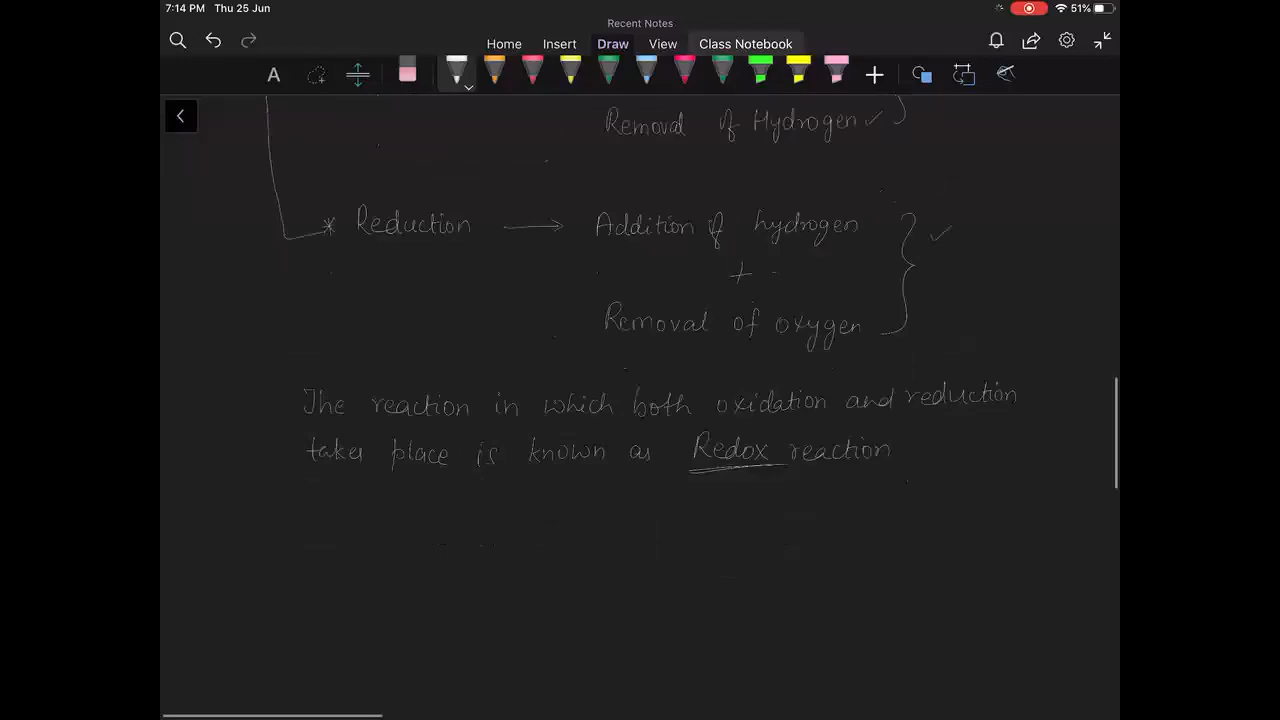 7:14 PM Thu 25 Jun
51%
Recent Notes
Home Insert Draw View Class Notebook
A
Removal of Hydrogen ✓
* Reduction → Addition of hydrogen ✓
+
Removal of oxygen
The reaction in which both oxidation and reduction
takes place is known as Redox reaction